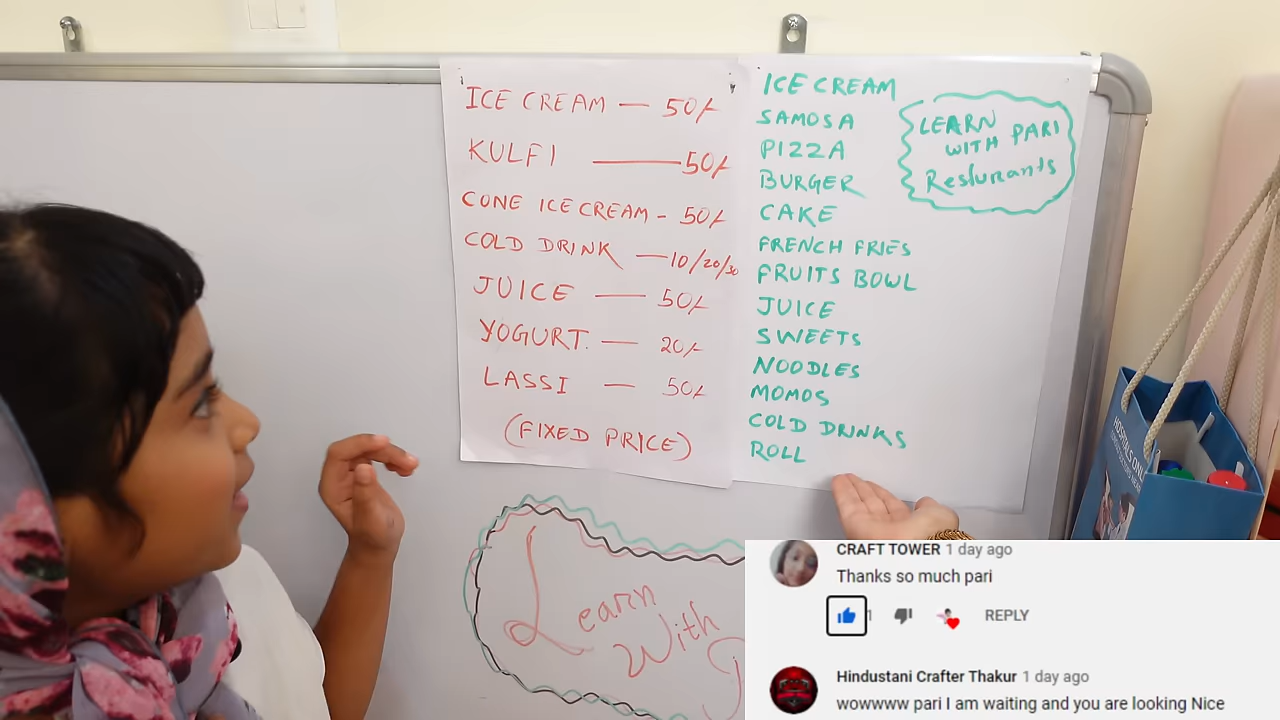 ICE CREAM — 50/-
KULFI — 50/-
CONE ICE CREAM - 50/-
COLD DRINK — 10/20/30
JUICE — 50/-
YOGURT. — 20/-
LASSI — 50/-
(FIXED PRICE)
ICE CREAM
SAMOSA
PIZZA
BURGER
CAKE
FRENCH FRIES
FRUITS BOWL
JUICE
SWEETS
NOODLES
MOMOS
COLD DRINKS
ROLL
LEARN
WITH PARI
Resturants
Learn
With
CRAFT TOWER 1 day ago
Thanks so much pari
1 REPLY
Hindustani Crafter Thakur 1 day ago
wowwww pari I am waiting and you are looking Nice